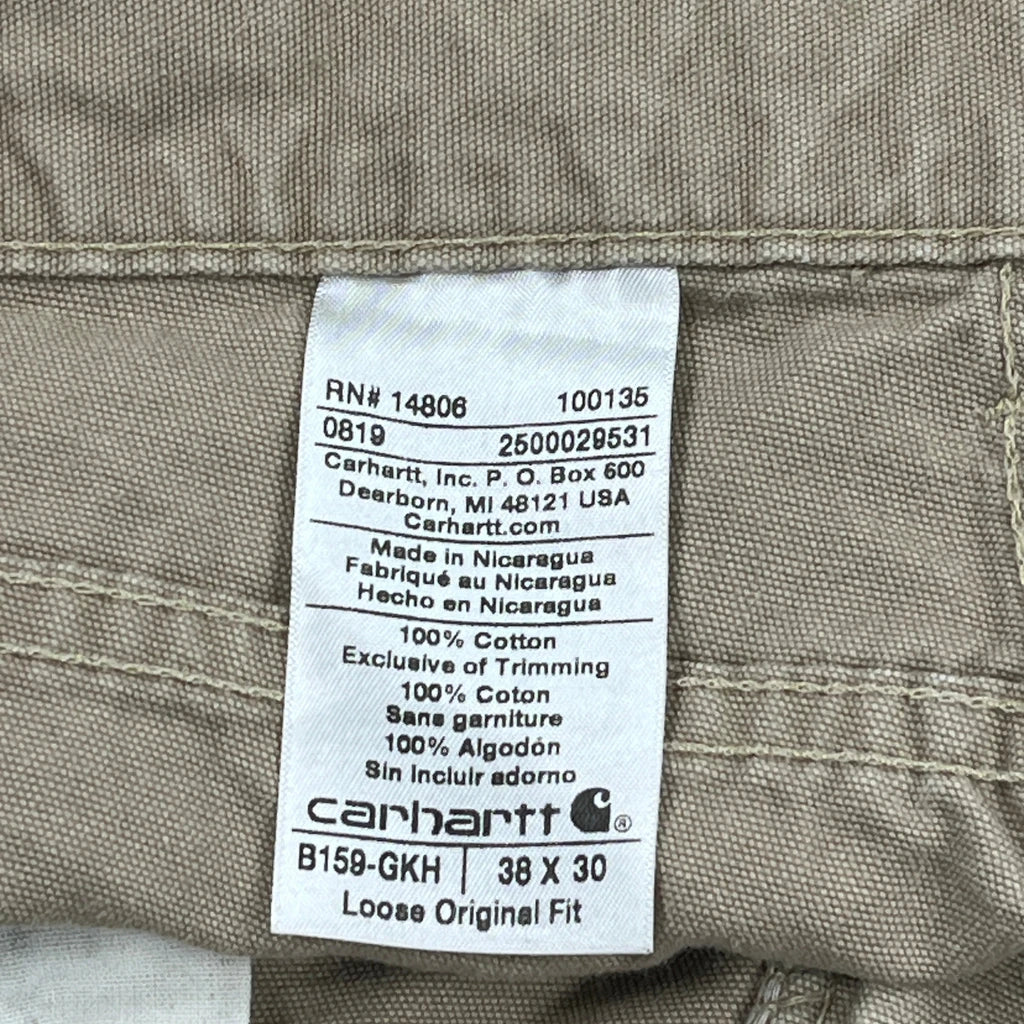 RN# 14806 100135
0819 2500029531
Carhartt, Inc. P. O. Box 600
Dearborn, MI 48121 USA
Carhartt.com
Made in Nicaragua
Fabriqué au Nicaragua
Hecho en Nicaragua
100% Cotton
Exclusive of Trimming
100% Coton
Sans garniture
100% Algodón
Sin Incluir adorno
carhartt ®
B159-GKH 38 X 30
Loose Original Fit